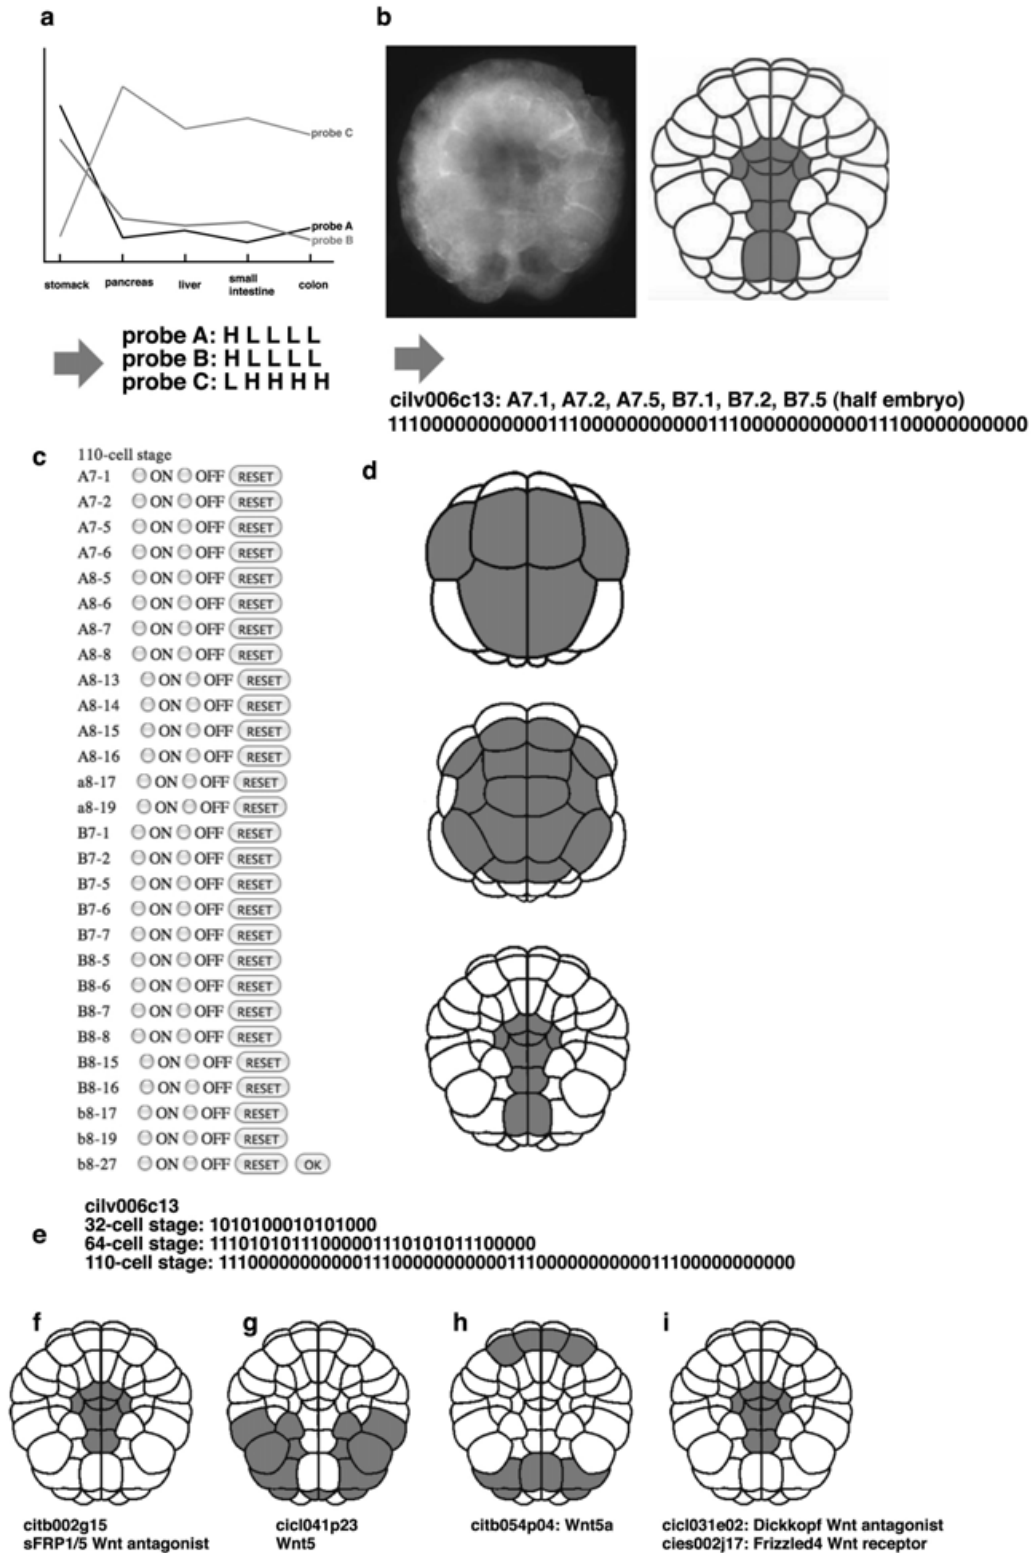 a
b
probe C
probe A
probe B
stomack
pancreas
liver
small
intestine
colon
probe A: H L L L L
probe B: H L L L L
probe C: L H H H H
cilv006c13: A7.1, A7.2, A7.5, B7.1, B7.2, B7.5 (half embryo)
11100000000000111000000000001110000000000011100000000000
c
110-cell stage
d
A7-1 ON OFF RESET
A7-2 ON OFF RESET
A7-5 ON OFF RESET
A7-6 ON OFF RESET
A8-5 ON OFF RESET
A8-6 ON OFF RESET
A8-7 ON OFF RESET
A8-8 ON OFF RESET
A8-13 ON OFF RESET
A8-14 ON OFF RESET
A8-15 ON OFF RESET
A8-16 ON OFF RESET
a8-17 ON OFF RESET
a8-19 ON OFF RESET
B7-1 ON OFF RESET
B7-2 ON OFF RESET
B7-5 ON OFF RESET
B7-6 ON OFF RESET
B7-7 ON OFF RESET
B8-5 ON OFF RESET
B8-6 ON OFF RESET
B8-7 ON OFF RESET
B8-8 ON OFF RESET
B8-15 ON OFF RESET
B8-16 ON OFF RESET
b8-17 ON OFF RESET
b8-19 ON OFF RESET
b8-27 ON OFF RESET OK
e
cilv006c13
32-cell stage: 1010100010101000
64-cell stage: 11101010111000001110101011100000
110-cell stage: 11100000000000111000000000001110000000000011100000000000
f
g
h
i
citb002g15
sFRP1/5 Wnt antagonist
cicl041p23
Wnt5
citb054p04: Wnt5a
cicl031e02: Dickkopf Wnt antagonist
cies002j17: Frizzled4 Wnt receptor